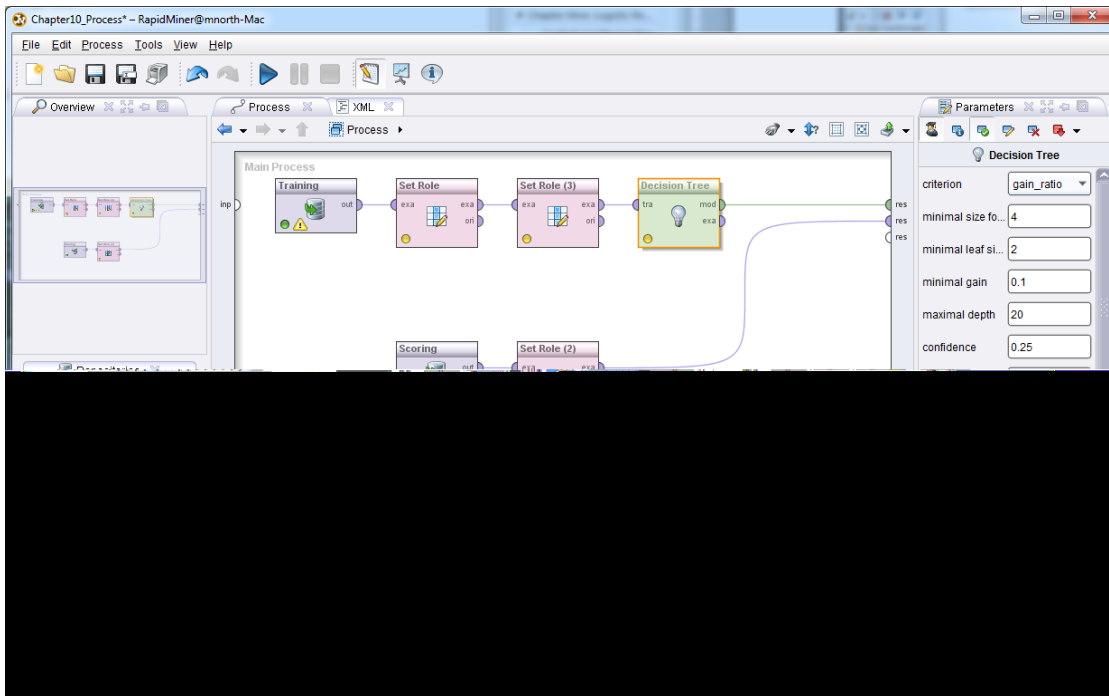 Chapter10_Process* – RapidMiner@mnorth-Mac
File Edit Process Tools View Help
Overview
Process
XML
Parameters
Process
Decision Tree
Main Process
Training
Set Role
Set Role (3)
Decision Tree
inp
out
exa
exa
ori
exa
exa
ori
tra
mod
exa
res
res
res
Scoring
Set Role (2)
out
exa
exa
criterion
gain_ratio
minimal size fo...
4
minimal leaf si...
2
minimal gain
0.1
maximal depth
20
confidence
0.25